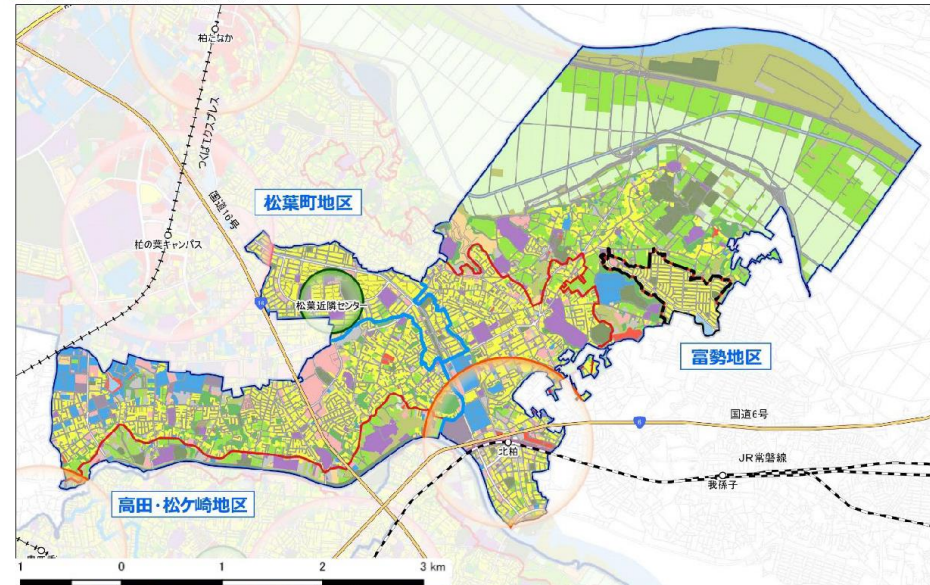 柏たなか
つくばエクスプレス
国道16号
松葉町地区
柏の葉キャンパス
16
松葉近隣センター
富勢地区
国道6号
6
北柏
JR常磐線
我孫子
高田・松ケ崎地区
1 0 1 2 3 km